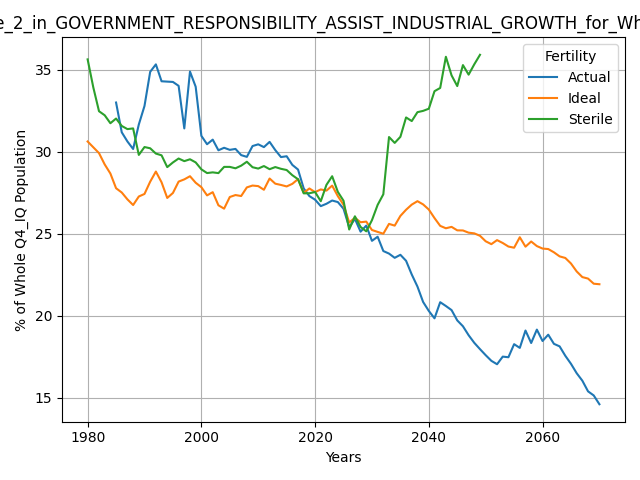 e_2_in_GOVERNMENT_RESPONSIBILITY_ASSIST_INDUSTRIAL_GROWTH_for_Wh
Fertility
Actual
Ideal
Sterile
% of Whole Q4_IQ Population
35
30
25
20
15
1980
2000
2020
2040
2060
Years